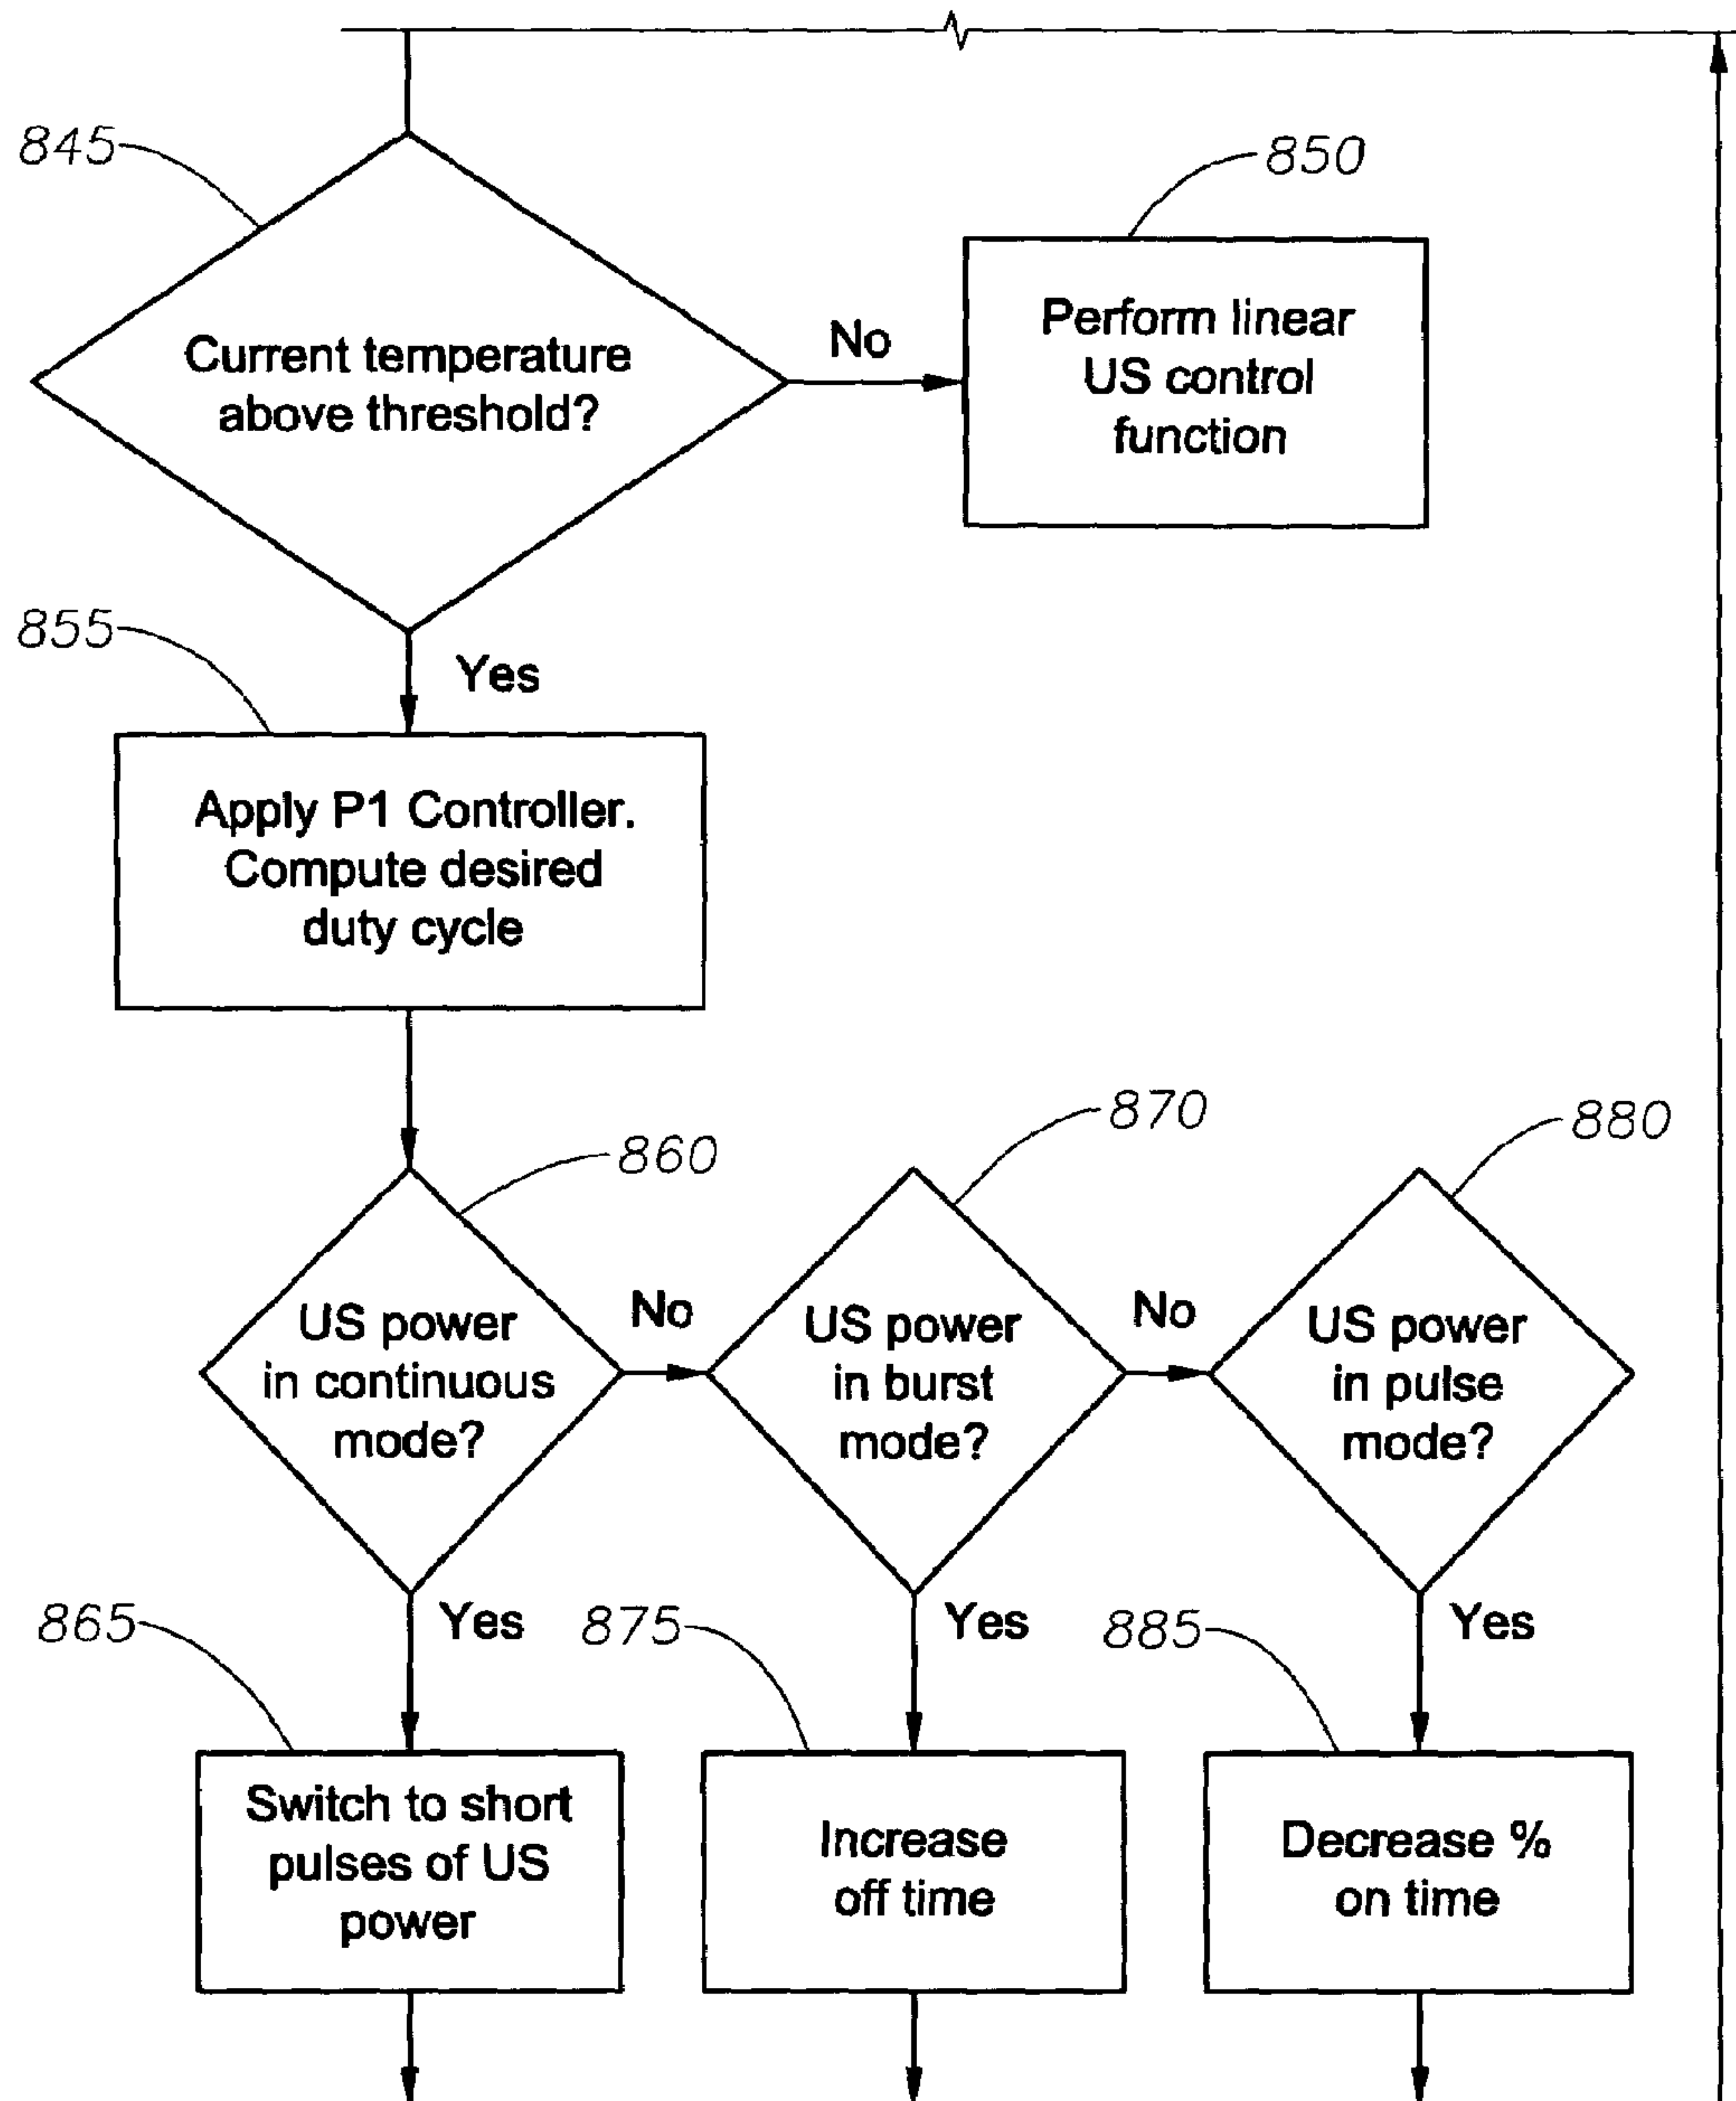 845
850
Current temperature
above threshold?
No
Perform linear
US control
function
855
Yes
Apply P1 Controller.
Compute desired
duty cycle
860
870
880
US power
in continuous
mode?
No
US power
in burst
mode?
No
US power
in pulse
mode?
865
Yes
875
Yes
885
Yes
Switch to short
pulses of US
power
Increase
off time
Decrease %
on time